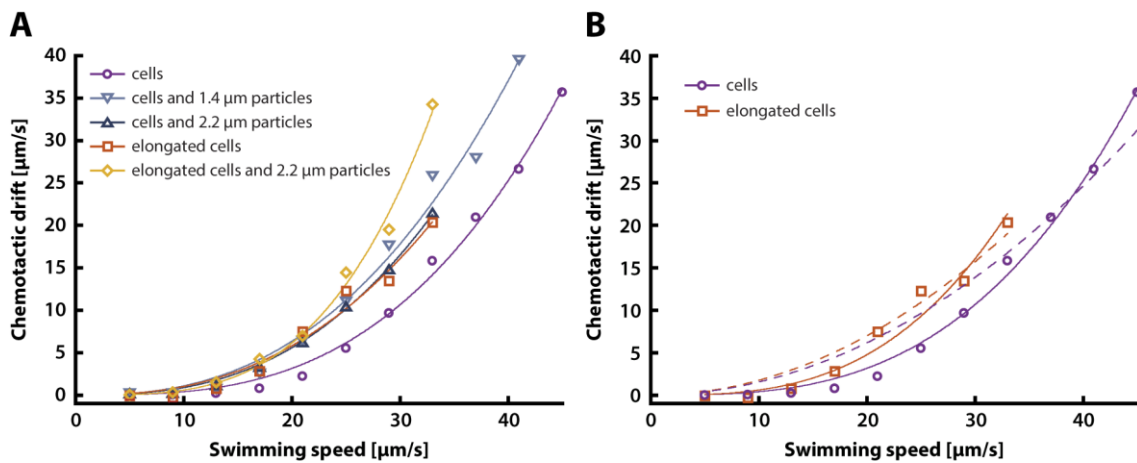 A
40
35
30
25
20
15
10
5
0
0
10
20
30
40
Chemotactic drift [μm/s]
Swimming speed [μm/s]
cells
cells and 1.4 μm particles
cells and 2.2 μm particles
elongated cells
elongated cells and 2.2 μm particles
B
40
35
30
25
20
15
10
5
0
0
10
20
30
40
Chemotactic drift [μm/s]
Swimming speed [μm/s]
cells
elongated cells